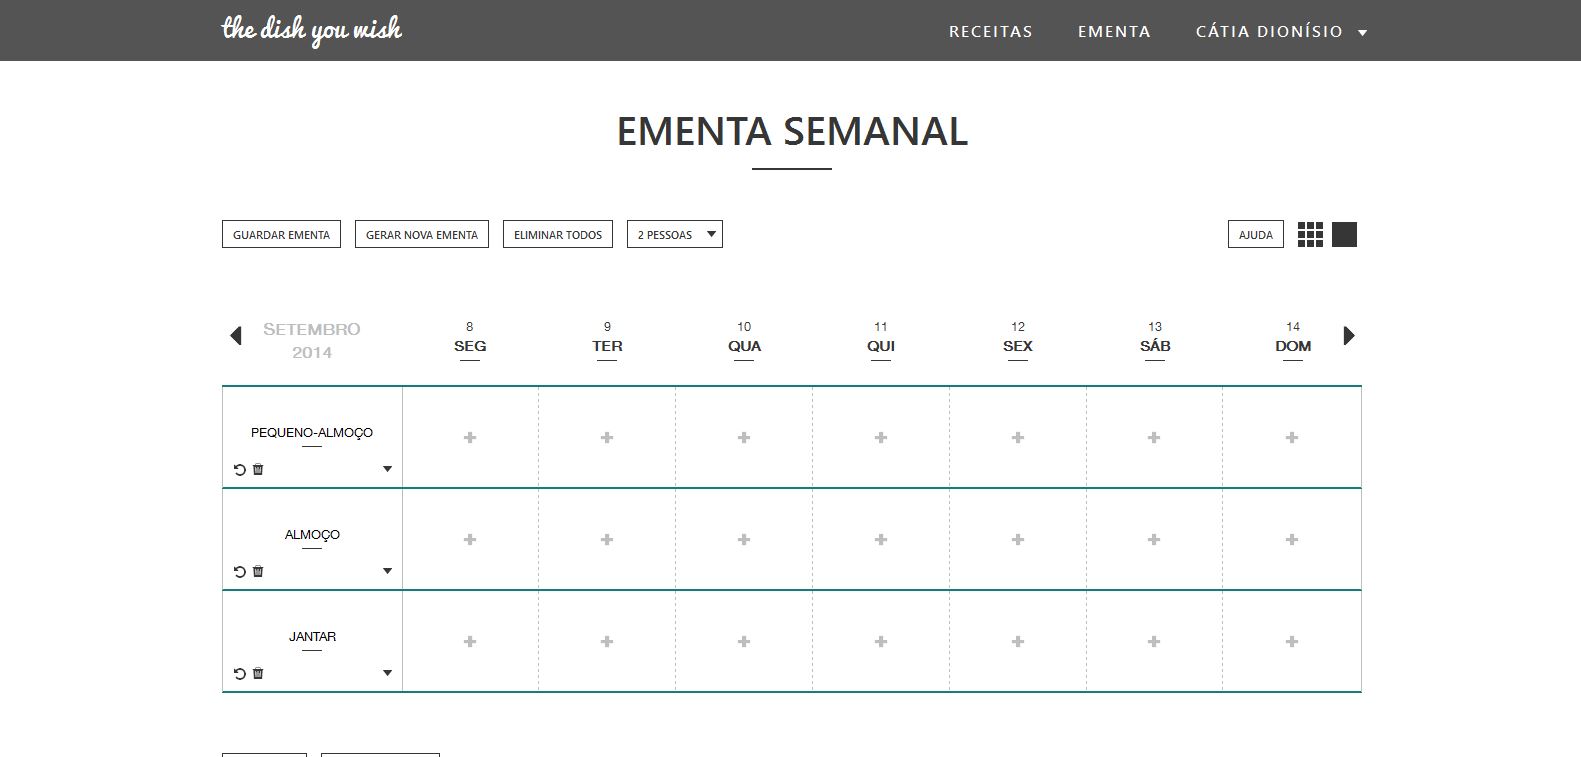 the dish you wish
RECEITAS EMENTA CÁTIA DIONÍSIO
EMENTA SEMANAL
GUARDAR EMENTA GERAR NOVA EMENTA ELIMINAR TODOS 2 PESSOAS AJUDA
SETEMBRO
2014
8
SEG
9
TER
10
QUA
11
QUI
12
SEX
13
SÁB
14
DOM
PEQUENO-ALMOÇO
ALMOÇO
JANTAR